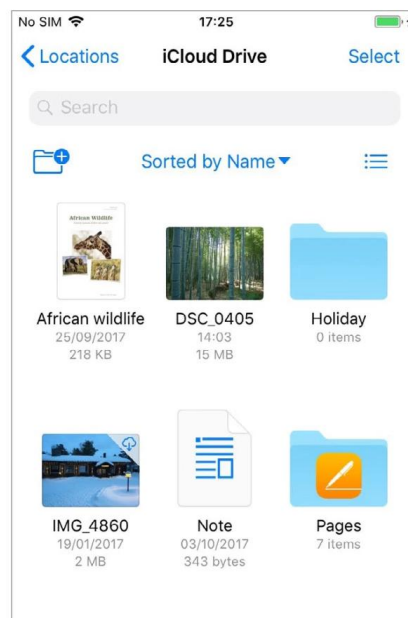 No SIM 17:25
Locations iCloud Drive Select
Search
Sorted by Name
African Wildlife
African wildlife DSC_0405 Holiday
25/09/2017 14:03 0 items
218 KB 15 MB
IMG_4860 Note Pages
19/01/2017 03/10/2017 7 items
2 MB 343 bytes